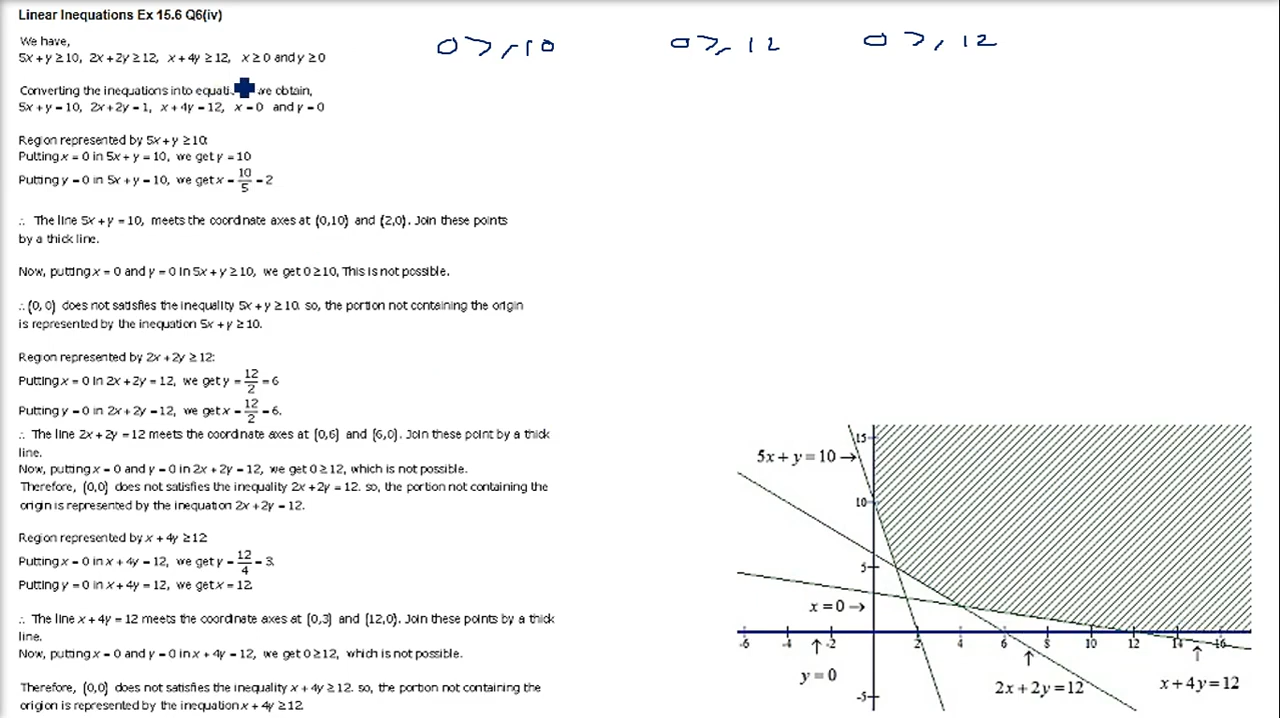 Linear Inequations Ex 15.6 Q6(iv)
We have,
5x + y ≥ 10, 2x + 2y ≥ 12, x + 4y ≥ 12, x ≥ 0 and y ≥ 0
0 ≥ 10 0 ≥ 12 0 ≥ 12
Converting the inequations into we obtain,
5x + y = 10, 2x + 2y = 1, x + 4y = 12, x = 0 and y = 0
Region represented by 5x + y ≥ 10:
Putting x = 0 in 5x + y = 10, we get y = 10
Putting y = 0 in 5x + y = 10, we get x = 10/5 = 2
∴ The line 5x + y = 10, meets the coordinate axes at (0,10) and (2,0). Join these points
by a thick line.
Now, putting x = 0 and y = 0 in 5x + y ≥ 10, we get 0 ≥ 10, This is not possible.
∴ (0, 0) does not satisfies the inequality 5x + y ≥ 10. so, the portion not containing the origin
is represented by the inequation 5x + y ≥ 10.
Region represented by 2x + 2y ≥ 12:
Putting x = 0 in 2x + 2y = 12, we get y = 12/2 = 6
Putting y = 0 in 2x + 2y = 12, we get x = 12/2 = 6.
∴ The line 2x + 2y = 12 meets the coordinate axes at (0,6) and (6,0). Join these point by a thick
line.
Now, putting x = 0 and y = 0 in 2x + 2y = 12, we get 0 ≥ 12, which is not possible.
Therefore, (0,0) does not satisfies the inequality 2x + 2y = 12. so, the portion not containing the
origin is represented by the inequation 2x + 2y = 12.
Region represented by x + 4y ≥ 12
Putting x = 0 in x + 4y = 12, we get y = 12/4 = 3.
Putting y = 0 in x + 4y = 12, we get x = 12
∴ The line x + 4y = 12 meets the coordinate axes at (0,3) and (12,0). Join these points by a thick
line.
Now, putting x = 0 and y = 0 in x + 4y = 12, we get 0 ≥ 12, which is not possible.
Therefore, (0,0) does not satisfies the inequality x + 4y ≥ 12. so, the portion not containing the
origion is represented by the inequation x + 4y ≥ 12
15
5x + y = 10 →
10
5
x = 0 →
-6 -4 -2 2 4 6 8 10 12 14 16
y = 0
2x + 2y = 12
x + 4y = 12
-5